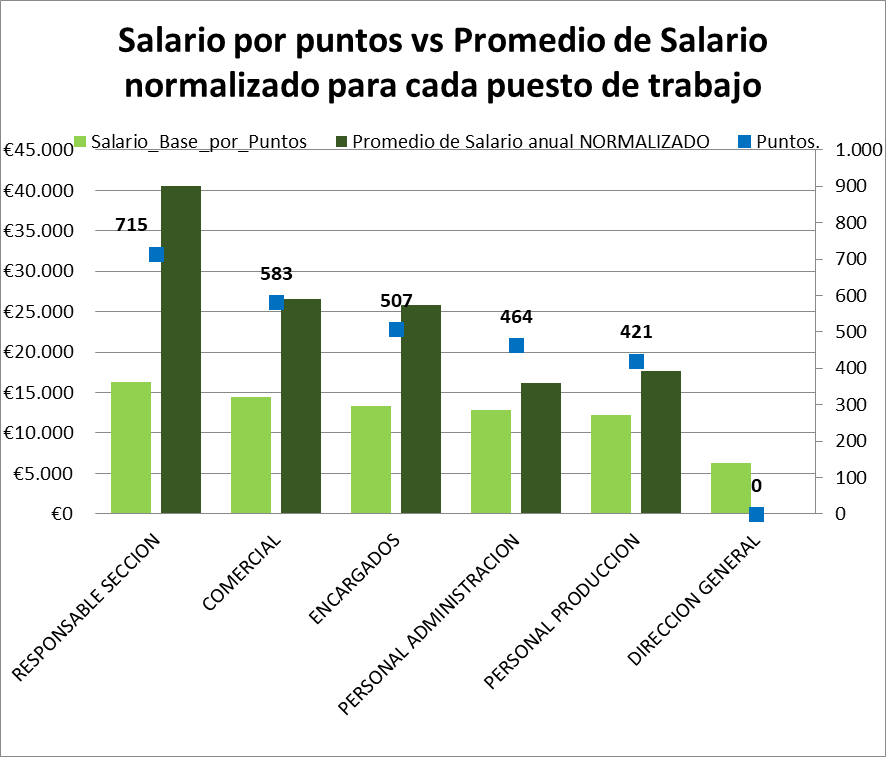 Salario por puntos vs Promedio de Salario
normalizado para cada puesto de trabajo
Salario_Base_por_Puntos
Promedio de Salario anual NORMALIZADO
Puntos.
€45.000
€40.000
€35.000
€30.000
€25.000
€20.000
€15.000
€10.000
€5.000
€0
715
583
507
464
421
0
1.000
900
800
700
600
500
400
300
200
100
0
RESPONSABLE SECCION
COMERCIAL
ENCARGADOS
PERSONAL ADMINISTRACION
PERSONAL PRODUCCION
DIRECCION GENERAL